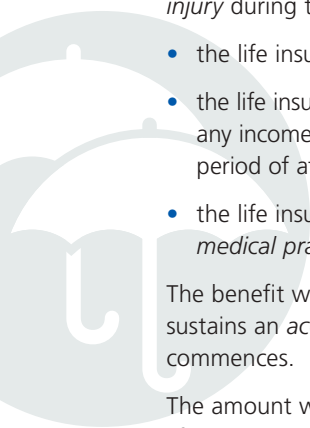 injury during t
• the life insu
• the life insu
any income
period of a
• the life insu
medical pra
The benefit w
sustains an ac
commences.
The amount w